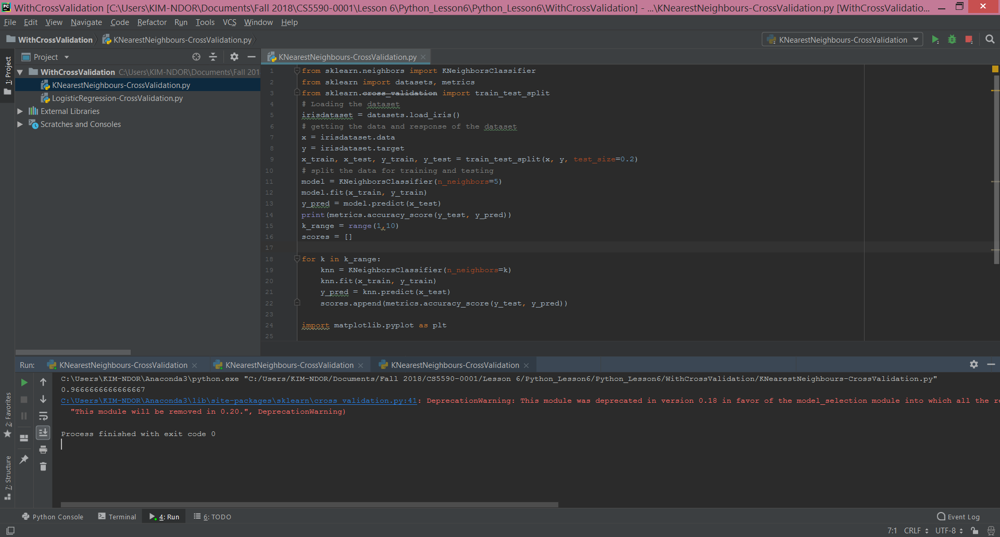 WithCrossValidation [C:\Users\KIM-NDOR\Documents\Fall 2018\CS5590-0001\Lesson 6\Python_Lesson6\Python_Lesson6\WithCrossValidation] - ...\KNearestNeighbours-CrossValidation.py [WithCrossValidatio...
File Edit View Navigate Code Refactor Run Tools VCS Window Help
WithCrossValidation KNearestNeighbours-CrossValidation.py
KNearestNeighbours-CrossValidation
1: Project
Project
WithCrossValidation C:\Users\KIM-NDOR\Documents\Fall 201
KNearestNeighbours-CrossValidation.py
LogisticRegression-CrossValidation.py
External Libraries
Scratches and Consoles
KNearestNeighbours-CrossValidation.py
1 from sklearn.neighbors import KNeighborsClassifier
2 from sklearn import datasets, metrics
3 from sklearn.cross_validation import train_test_split
4 # Loading the dataset
5 irisdataset = datasets.load_iris()
6 # getting the data and response of the dataset
7 x = irisdataset.data
8 y = irisdataset.target
9 x_train, x_test, y_train, y_test = train_test_split(x, y, test_size=0.2)
10 # split the data for training and testing
11 model = KNeighborsClassifier(n_neighbors=5)
12 model.fit(x_train, y_train)
13 y_pred = model.predict(x_test)
14 print(metrics.accuracy_score(y_test, y_pred))
15 k_range = range(1,10)
16 scores = []
17
18 for k in k_range:
19 knn = KNeighborsClassifier(n_neighbors=k)
20 knn.fit(x_train, y_train)
21 y_pred = knn.predict(x_test)
22 scores.append(metrics.accuracy_score(y_test, y_pred))
23
24 import matplotlib.pyplot as plt
25
Run: KNearestNeighbours-CrossValidation KNearestNeighbours-CrossValidation KNearestNeighbours-CrossValidation
C:\Users\KIM-NDOR\Anaconda3\python.exe "C:/Users/KIM-NDOR/Documents/Fall 2018/CS5590-0001/Lesson 6/Python_Lesson6/Python_Lesson6/WithCrossValidation/KNearestNeighbours-CrossValidation.py"
0.9666666666666667
C:\Users\KIM-NDOR\Anaconda3\lib\site-packages\sklearn\cross_validation.py:41: DeprecationWarning: This module was deprecated in version 0.18 in favor of the model_selection module into which all the re
"This module will be removed in 0.20.", DeprecationWarning)
Process finished with exit code 0
2: Favorites
7: Structure
Python Console Terminal 4: Run 6: TODO Event Log
7:1 CRLF UTF-8